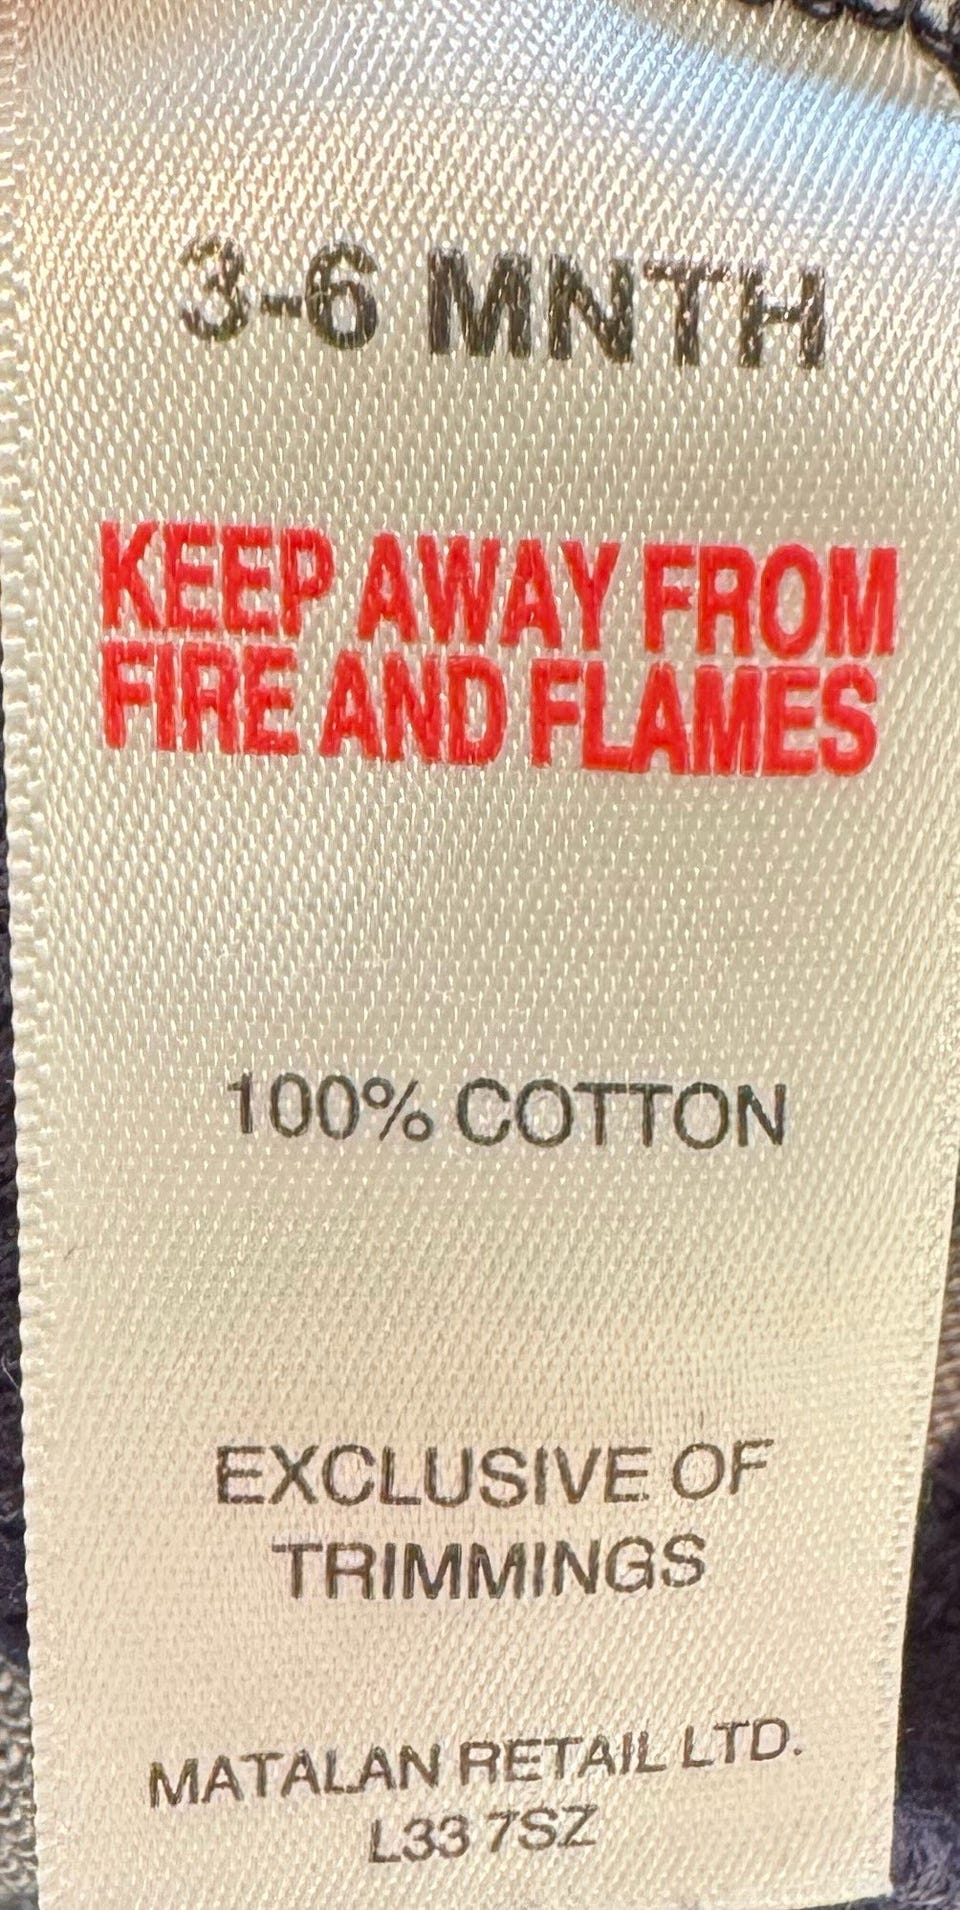 3-6 MNTH
KEEP AWAY FROM
FIRE AND FLAMES
100% COTTON
EXCLUSIVE OF
TRIMMINGS
MATALAN RETAIL LTD.
L33 7SZ